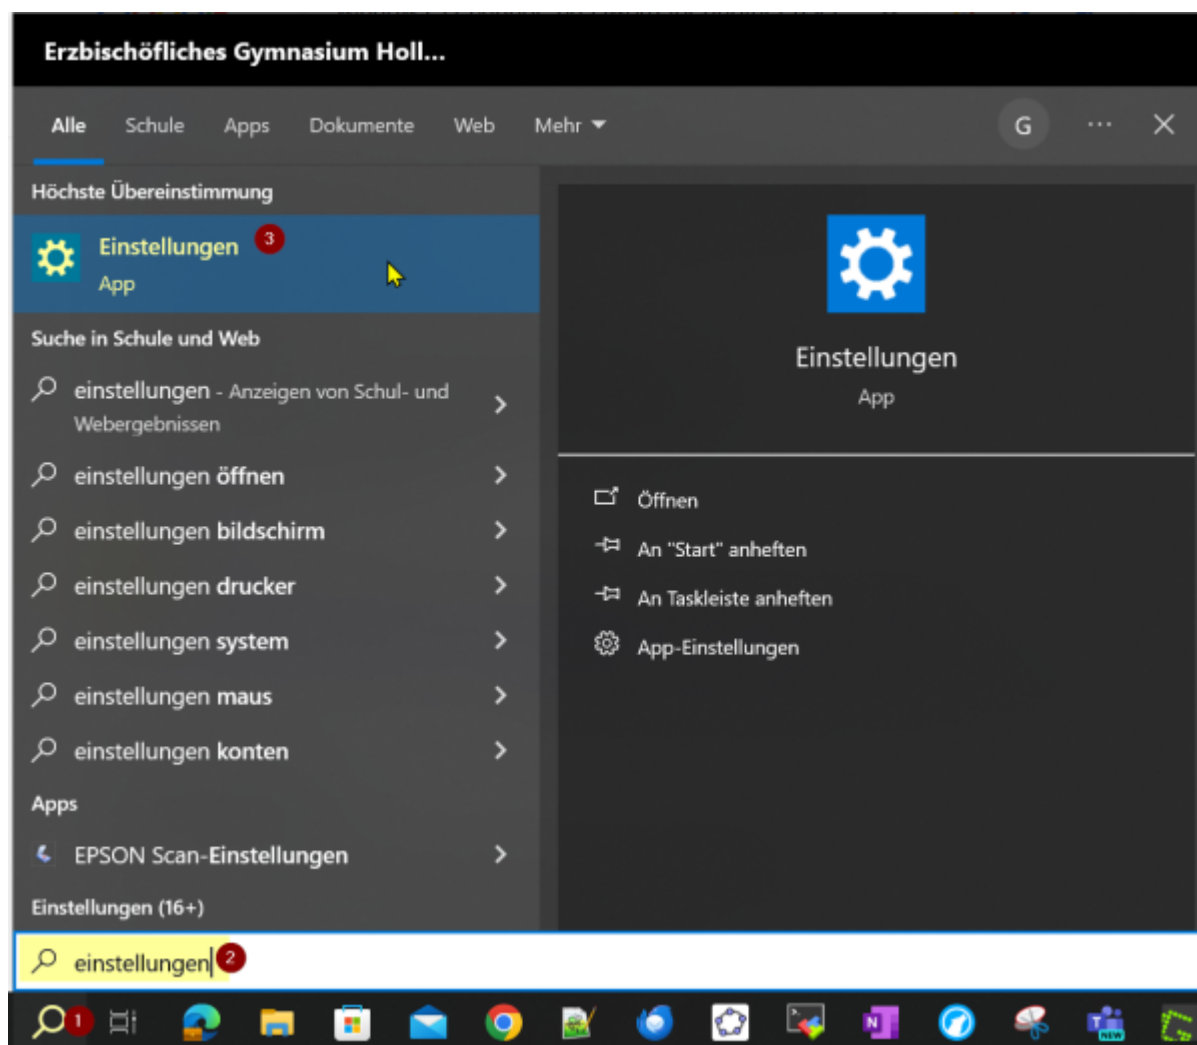 Erzbischöfliches Gymnasium Holl...
Alle Schule Apps Dokumente Web Mehr G ...
Höchste Übereinstimmung
Einstellungen 3
App
Suche in Schule und Web
einstellungen - Anzeigen von Schul- und
Webergebnissen
einstellungen öffnen
einstellungen bildschirm
einstellungen drucker
einstellungen system
einstellungen maus
einstellungen konten
Apps
EPSON Scan-Einstellungen
Einstellungen (16+)
Einstellungen
App
Öffnen
An "Start" anheften
An Taskleiste anheften
App-Einstellungen
einstellungen 2
1 N T NEW